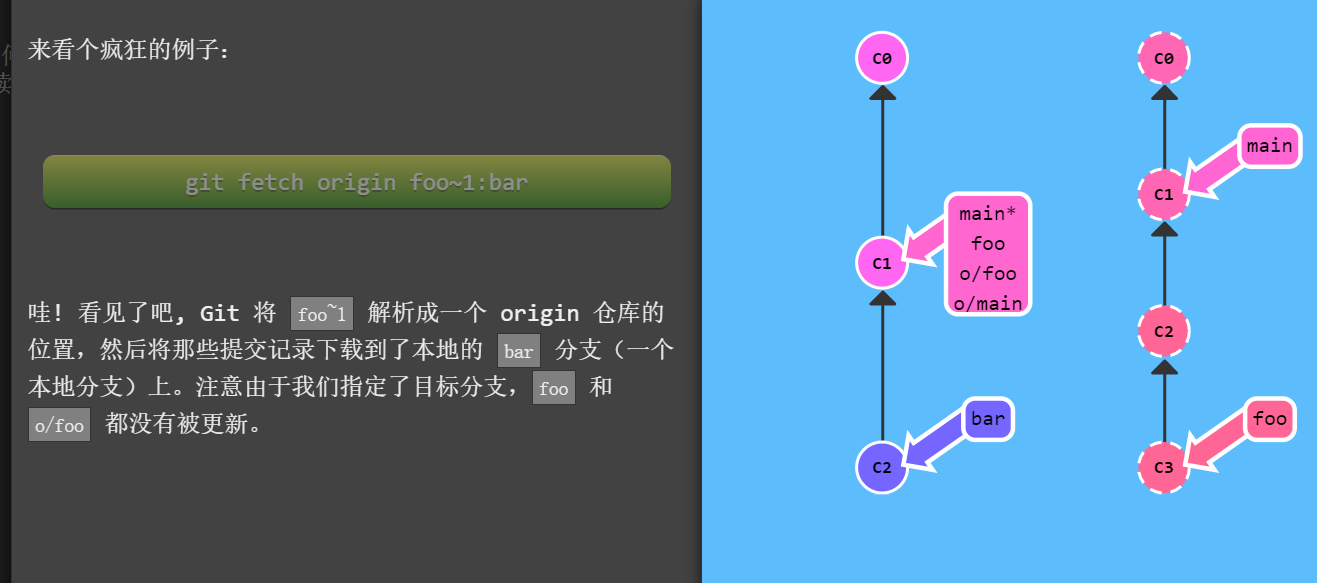 来看个疯狂的例子：
git fetch origin foo~1:bar
哇! 看见了吧, Git 将 foo~1 解析成一个 origin 仓库的
位置，然后将那些提交记录下载到了本地的 bar 分支（一个
本地分支）上。注意由于我们指定了目标分支，foo 和
o/foo 都没有被更新。
C0
C1
main*
foo
o/foo
o/main
C2
bar
C0
main
C1
C2
foo
C3